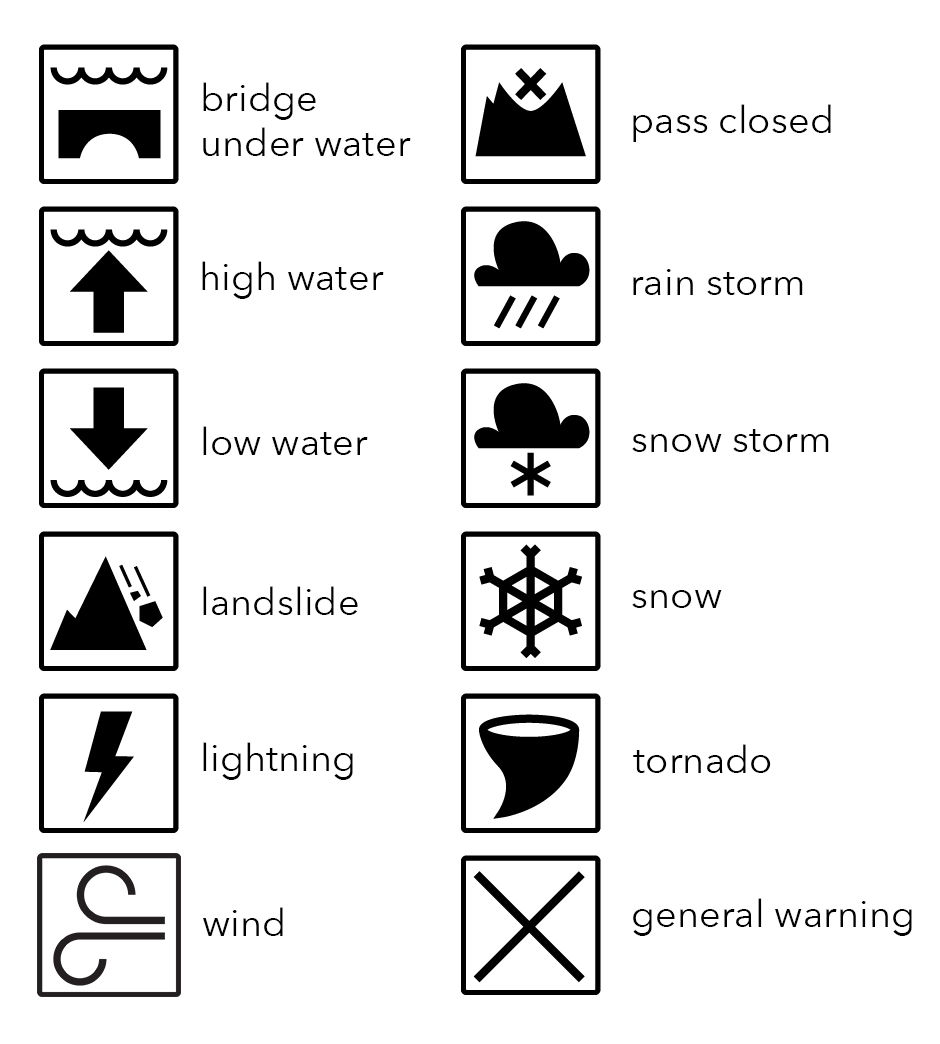 bridge
under water
high water
low water
landslide
lightning
wind
pass closed
rain storm
snow storm
snow
tornado
general warning